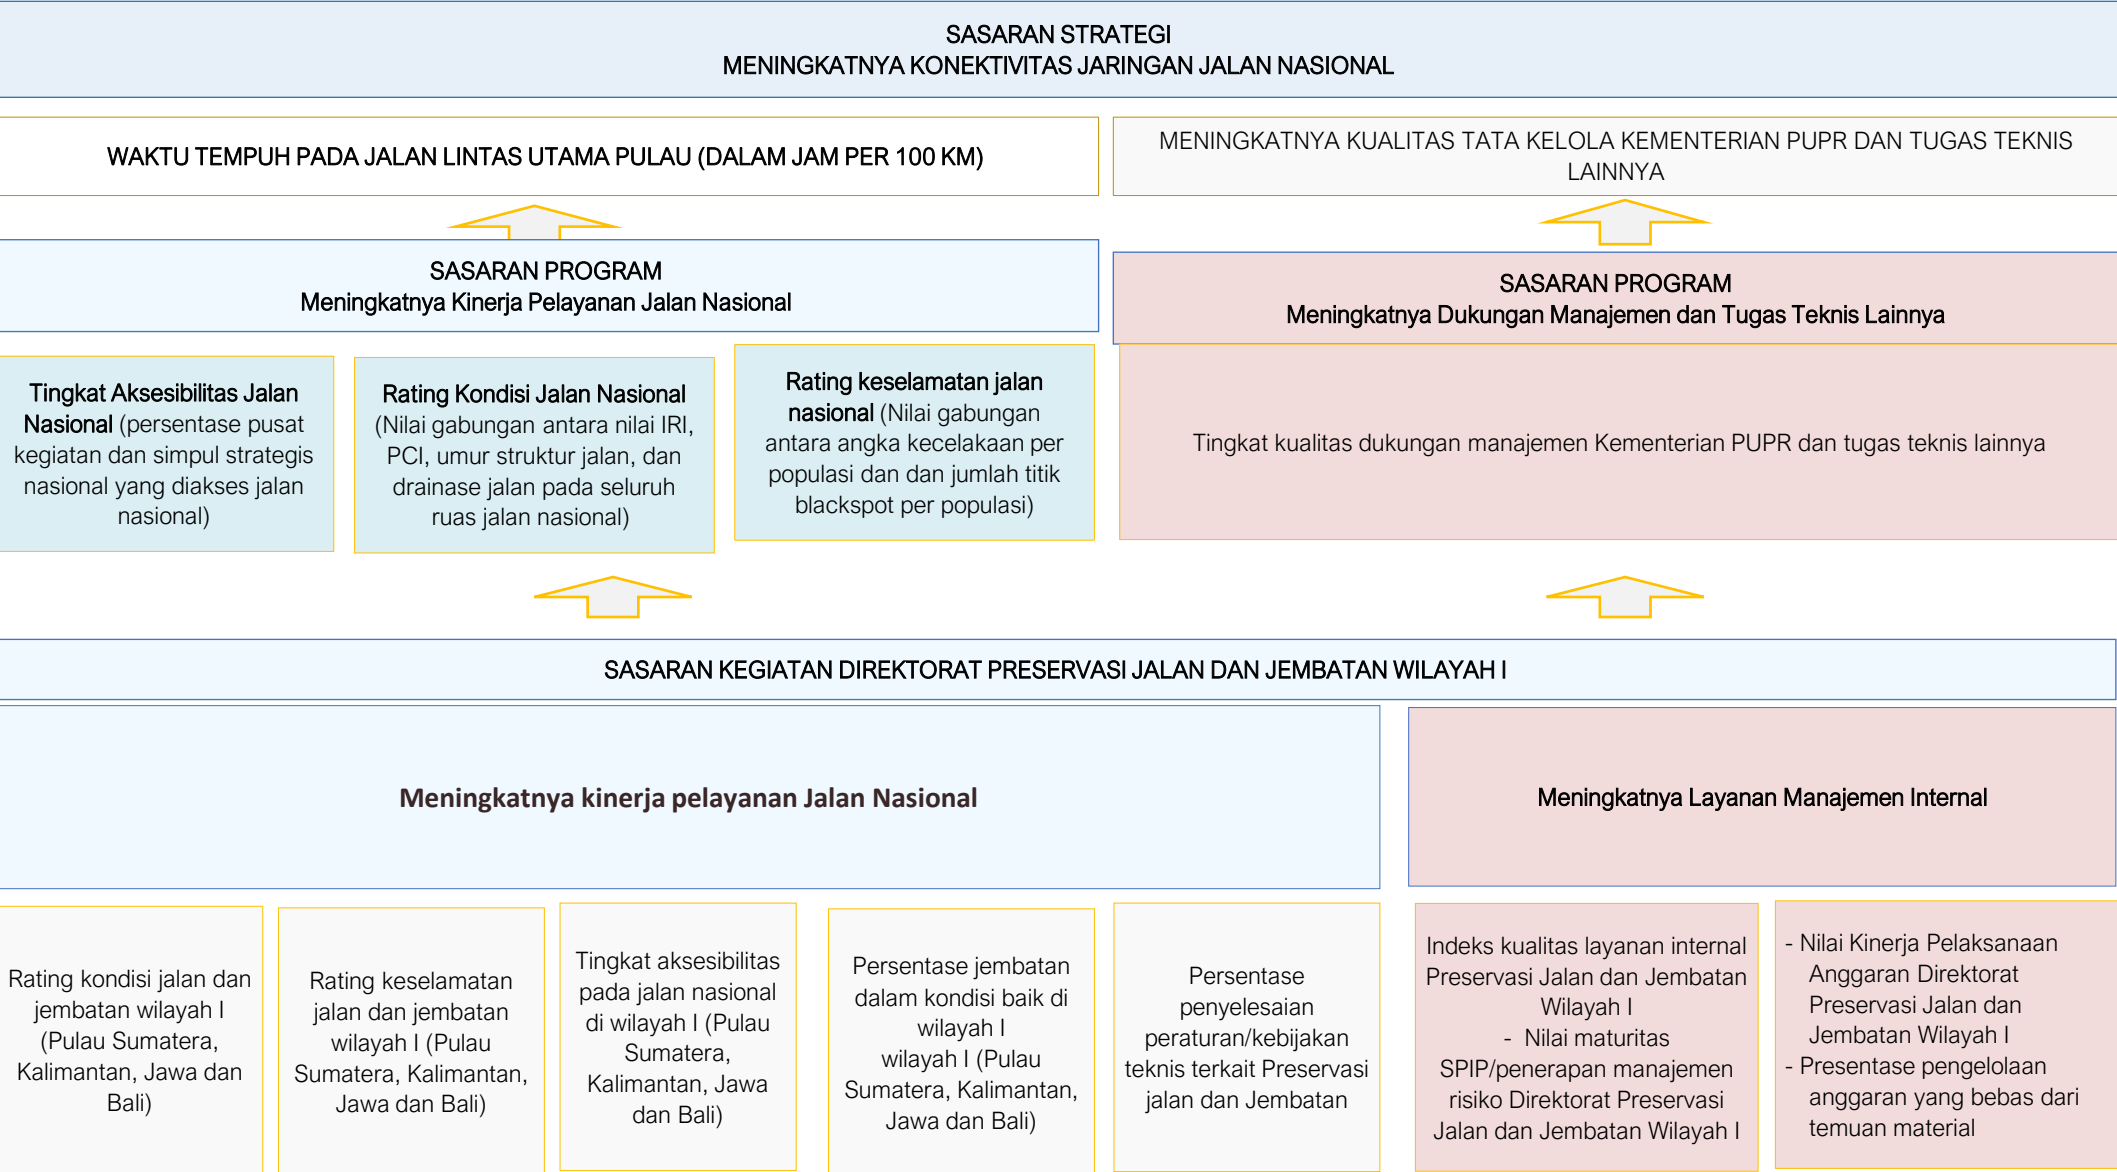 SASARAN STRATEGI
MENINGKATNYA KONEKTIVITAS JARINGAN JALAN NASIONAL
WAKTU TEMPUH PADA JALAN LINTAS UTAMA PULAU (DALAM JAM PER 100 KM)
MENINGKATNYA KUALITAS TATA KELOLA KEMENTERIAN PUPR DAN TUGAS TEKNIS
LAINNYA
SASARAN PROGRAM
Meningkatnya Kinerja Pelayanan Jalan Nasional
SASARAN PROGRAM
Meningkatnya Dukungan Manajemen dan Tugas Teknis Lainnya
Tingkat Aksesibilitas Jalan
Nasional (persentase pusat
kegiatan dan simpul strategis
nasional yang diakses jalan
nasional)
Rating Kondisi Jalan Nasional
(Nilai gabungan antara nilai IRI,
PCI, umur struktur jalan, dan
drainase jalan pada seluruh
ruas jalan nasional)
Rating keselamatan jalan
nasional (Nilai gabungan
antara angka kecelakaan per
populasi dan dan jumlah titik
blackspot per populasi)
Tingkat kualitas dukungan manajemen Kementerian PUPR dan tugas teknis lainnya
SASARAN KEGIATAN DIREKTORAT PRESERVASI JALAN DAN JEMBATAN WILAYAH I
Meningkatnya kinerja pelayanan Jalan Nasional
Meningkatnya Layanan Manajemen Internal
Rating kondisi jalan dan
jembatan wilayah I
(Pulau Sumatera,
Kalimantan, Jawa dan
Bali)
Rating keselamatan
jalan dan jembatan
wilayah I (Pulau
Sumatera, Kalimantan,
Jawa dan Bali)
Tingkat aksesibilitas
pada jalan nasional
di wilayah I (Pulau
Sumatera,
Kalimantan, Jawa
dan Bali)
Persentase jembatan
dalam kondisi baik di
wilayah I
wilayah I (Pulau
Sumatera, Kalimantan,
Jawa dan Bali)
Persentase
penyelesaian
peraturan/kebijakan
teknis terkait Preservasi
jalan dan Jembatan
Indeks kualitas layanan internal
Preservasi Jalan dan Jembatan
Wilayah I
- Nilai maturitas
SPIP/penerapan manajemen
risiko Direktorat Preservasi
Jalan dan Jembatan Wilayah I
- Nilai Kinerja Pelaksanaan
Anggaran Direktorat
Preservasi Jalan dan
Jembatan Wilayah I
- Presentase pengelolaan
anggaran yang bebas dari
temuan material